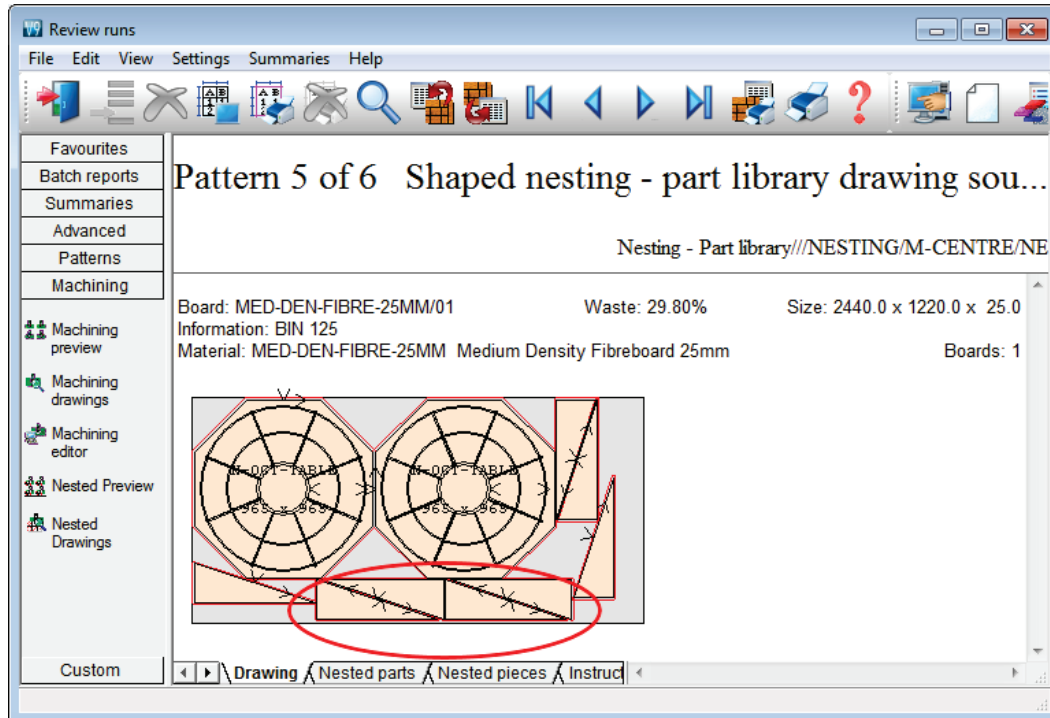 V9 Review runs
File Edit View Settings Summaries Help
Favourites
Batch reports
Summaries
Advanced
Patterns
Machining
Machining
preview
Machining
drawings
Machining
editor
Nested Preview
Nested
Drawings
Custom
Pattern 5 of 6 Shaped nesting - part library drawing sou...
Nesting - Part library///NESTING/M-CENTRE/NE
Board: MED-DEN-FIBRE-25MM/01 Waste: 29.80% Size: 2440.0 x 1220.0 x 25.0
Information: BIN 125
Material: MED-DEN-FIBRE-25MM Medium Density Fibreboard 25mm Boards: 1
M-OCT-TABLE M-OCT-TABLE
965 x 965 965 x 965
Drawing Nested parts Nested pieces Instruct